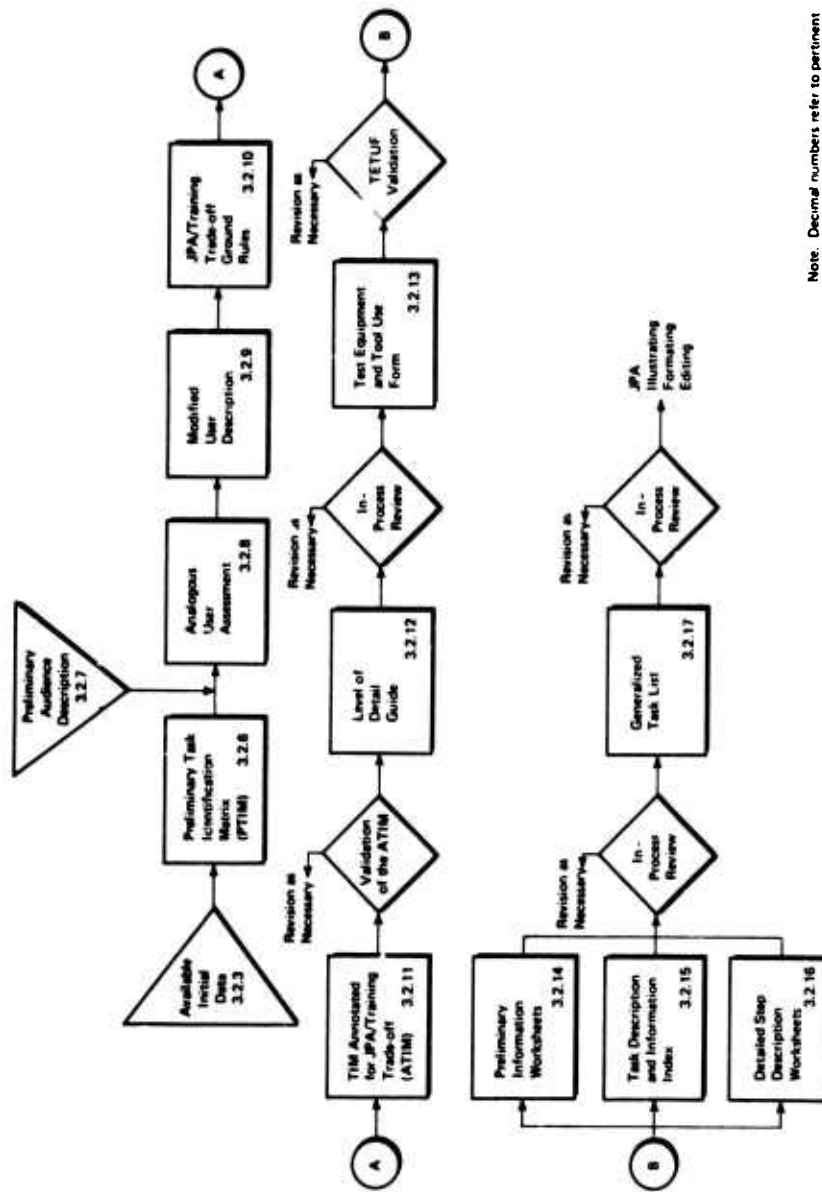 Preliminary
Audience
Description
3.2.7
Available
Initial
Data
3.2.3
Preliminary Task
Identification
Matrix
(PTIM) 3.2.6
Analogous
User
Assessment
3.2.8
Modified
User
Description
3.2.9
JPA/Training
Trade-off
Ground
Rules
3.2.10
A
A
TIM Annotated
for JPA/Training
Trade-off
(ATIM) 3.2.11
Revision as
Necessary
Validation
of the ATIM
Level of
Detail
Guide
3.2.12
Revision as
Necessary
In-
Process
Review
Test Equipment
and Tool Use
Form
3.2.13
Revision as
Necessary
TETUF
Validation
B
B
Preliminary
Information
Worksheets
3.2.14
Task Description
and Information
Index
3.2.15
Detailed Step
Description
Worksheets
3.2.16
Revision as
Necessary
In-
Process
Review
Generalized
Task List
3.2.17
Revision as
Necessary
In-
Process
Review
JPA
Illustrating
Formating
Editing
Note. Decimal numbers refer to pertinent